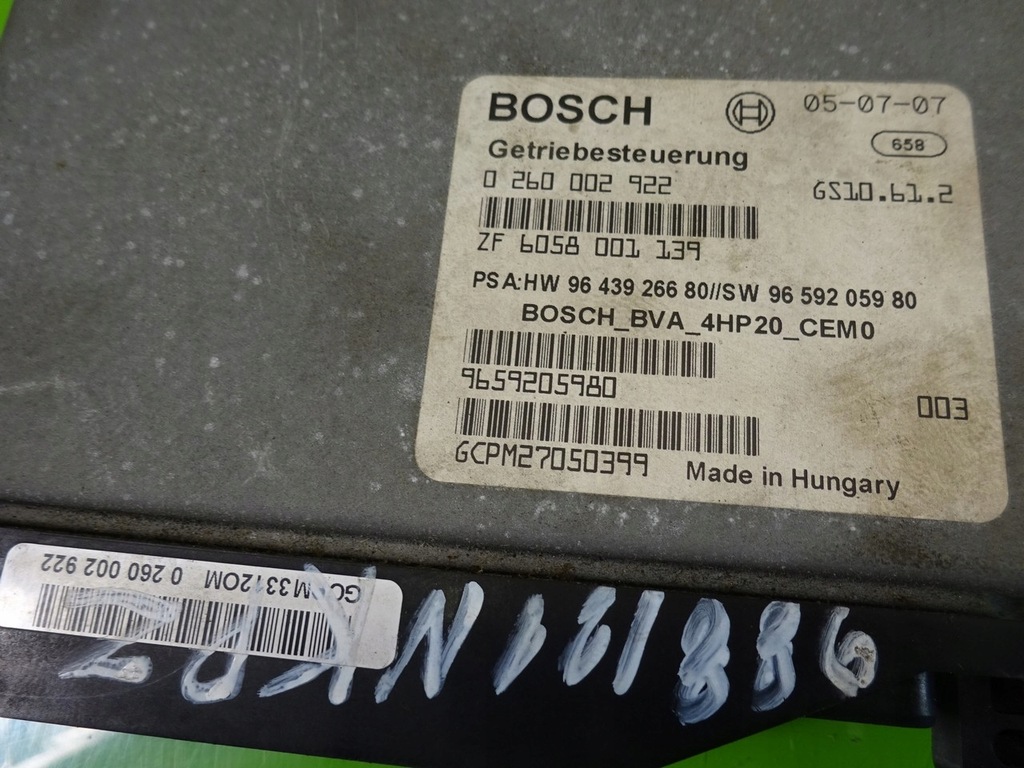 BOSCH 05-07-07
658
Getriebesteuerung
0 260 002 922 GS10.61.2
ZF 6058 001 139
PSA:HW 96 439 266 80//SW 96 592 059 80
BOSCH_BVA_4HP20_CEM0
9659205980
003
GCPM27050399 Made in Hungary
0 260 002 922